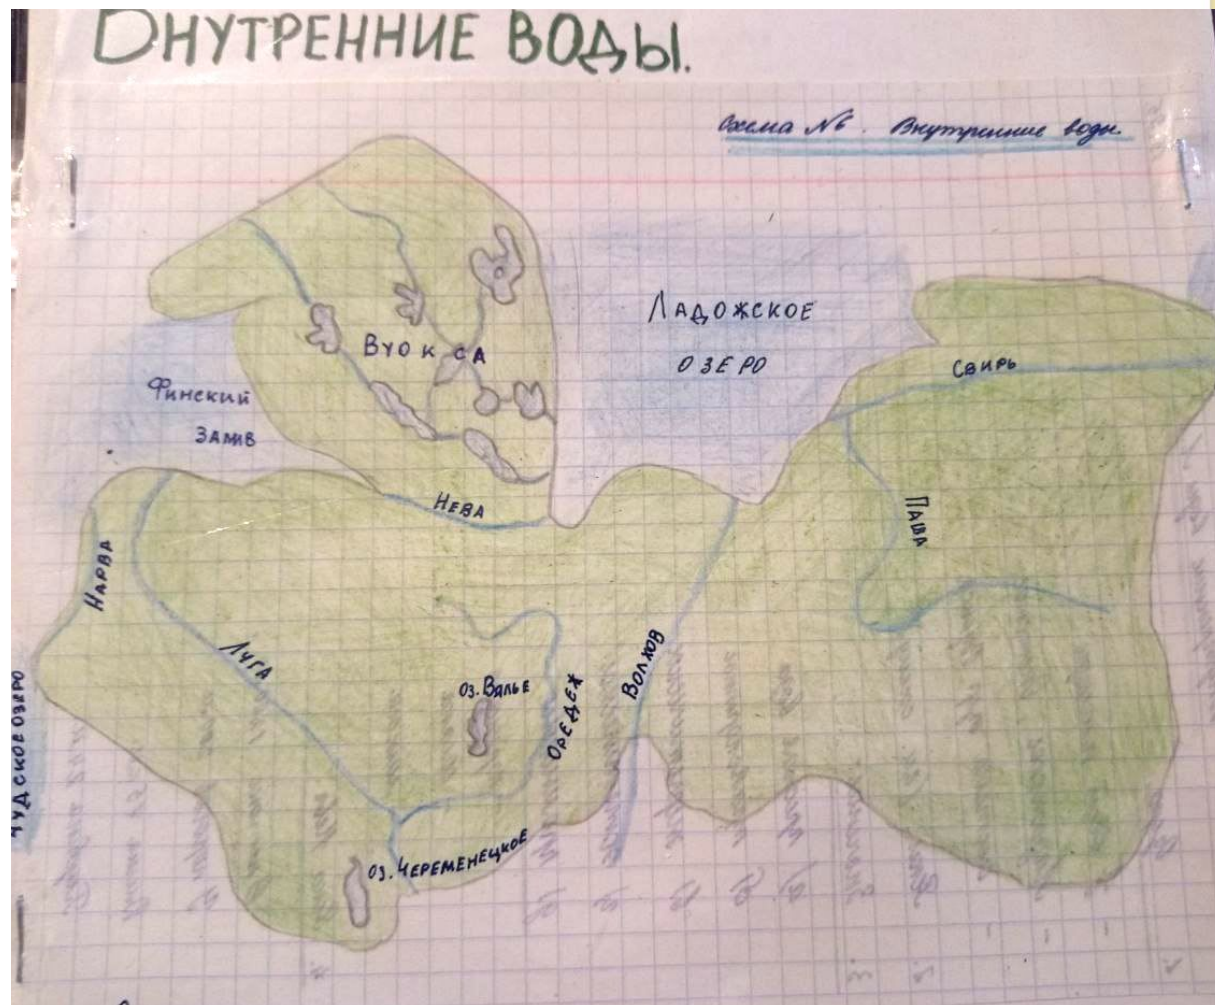 ВНУТРЕННИЕ ВОДЫ.
Схема №6. Внутренние воды.
ЛАДОЖСКОЕ
ОЗЕРО
ВУОКСА
СВИРЬ
ФИНСКИЙ
ЗАЛИВ
НЕВА
ПАША
НАРВА
ЛУГА
ОЗ. ВЯЛЬЕ
ОРЕДЕЖ
ВОЛХОВ
ЧУДСКОЕ ОЗЕРО
ОЗ. ЧЕРЕМЕНЕЦКОЕ